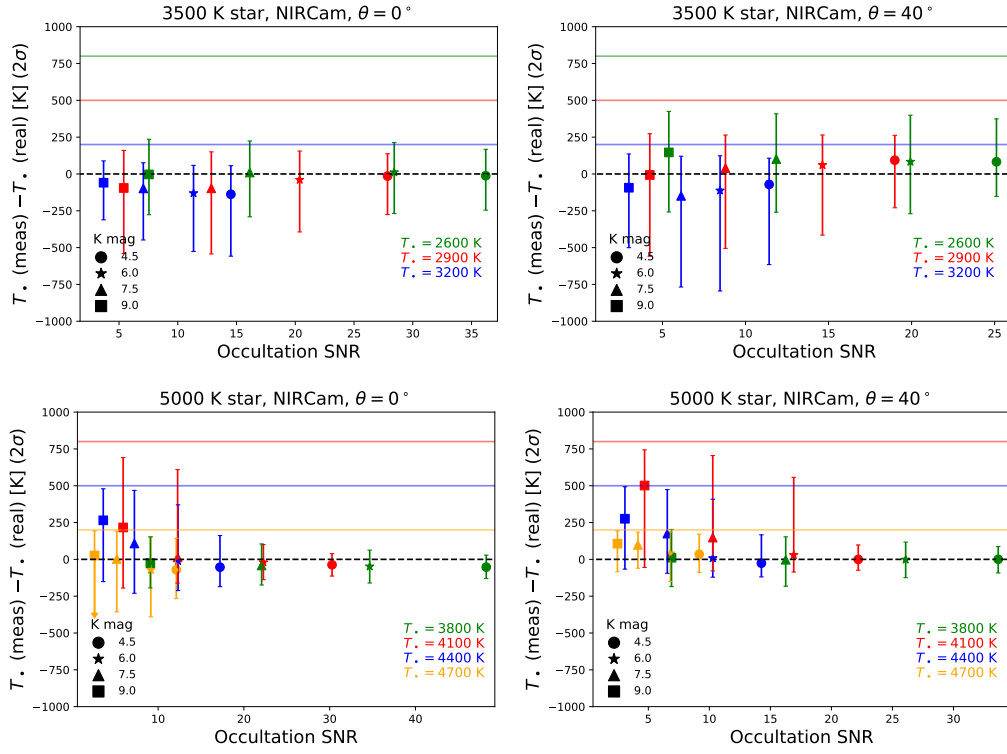 3500 K star, NIRCam, θ = 0°
T• (meas) − T• (real) [K] (2σ)
1000
750
500
250
0
−250
−500
−750
−1000
K mag
4.5
6.0
7.5
9.0
T• = 2600 K
T• = 2900 K
T• = 3200 K
5
10
15
20
25
30
35
Occultation SNR
3500 K star, NIRCam, θ = 40°
T• (meas) − T• (real) [K] (2σ)
1000
750
500
250
0
−250
−500
−750
−1000
K mag
4.5
6.0
7.5
9.0
T• = 2600 K
T• = 2900 K
T• = 3200 K
5
10
15
20
25
Occultation SNR
5000 K star, NIRCam, θ = 0°
T• (meas) − T• (real) [K] (2σ)
1000
750
500
250
0
−250
−500
−750
−1000
K mag
4.5
6.0
7.5
9.0
T• = 3800 K
T• = 4100 K
T• = 4400 K
T• = 4700 K
10
20
30
40
Occultation SNR
5000 K star, NIRCam, θ = 40°
T• (meas) − T• (real) [K] (2σ)
1000
750
500
250
0
−250
−500
−750
−1000
K mag
4.5
6.0
7.5
9.0
T• = 3800 K
T• = 4100 K
T• = 4400 K
T• = 4700 K
5
10
15
20
25
30
Occultation SNR